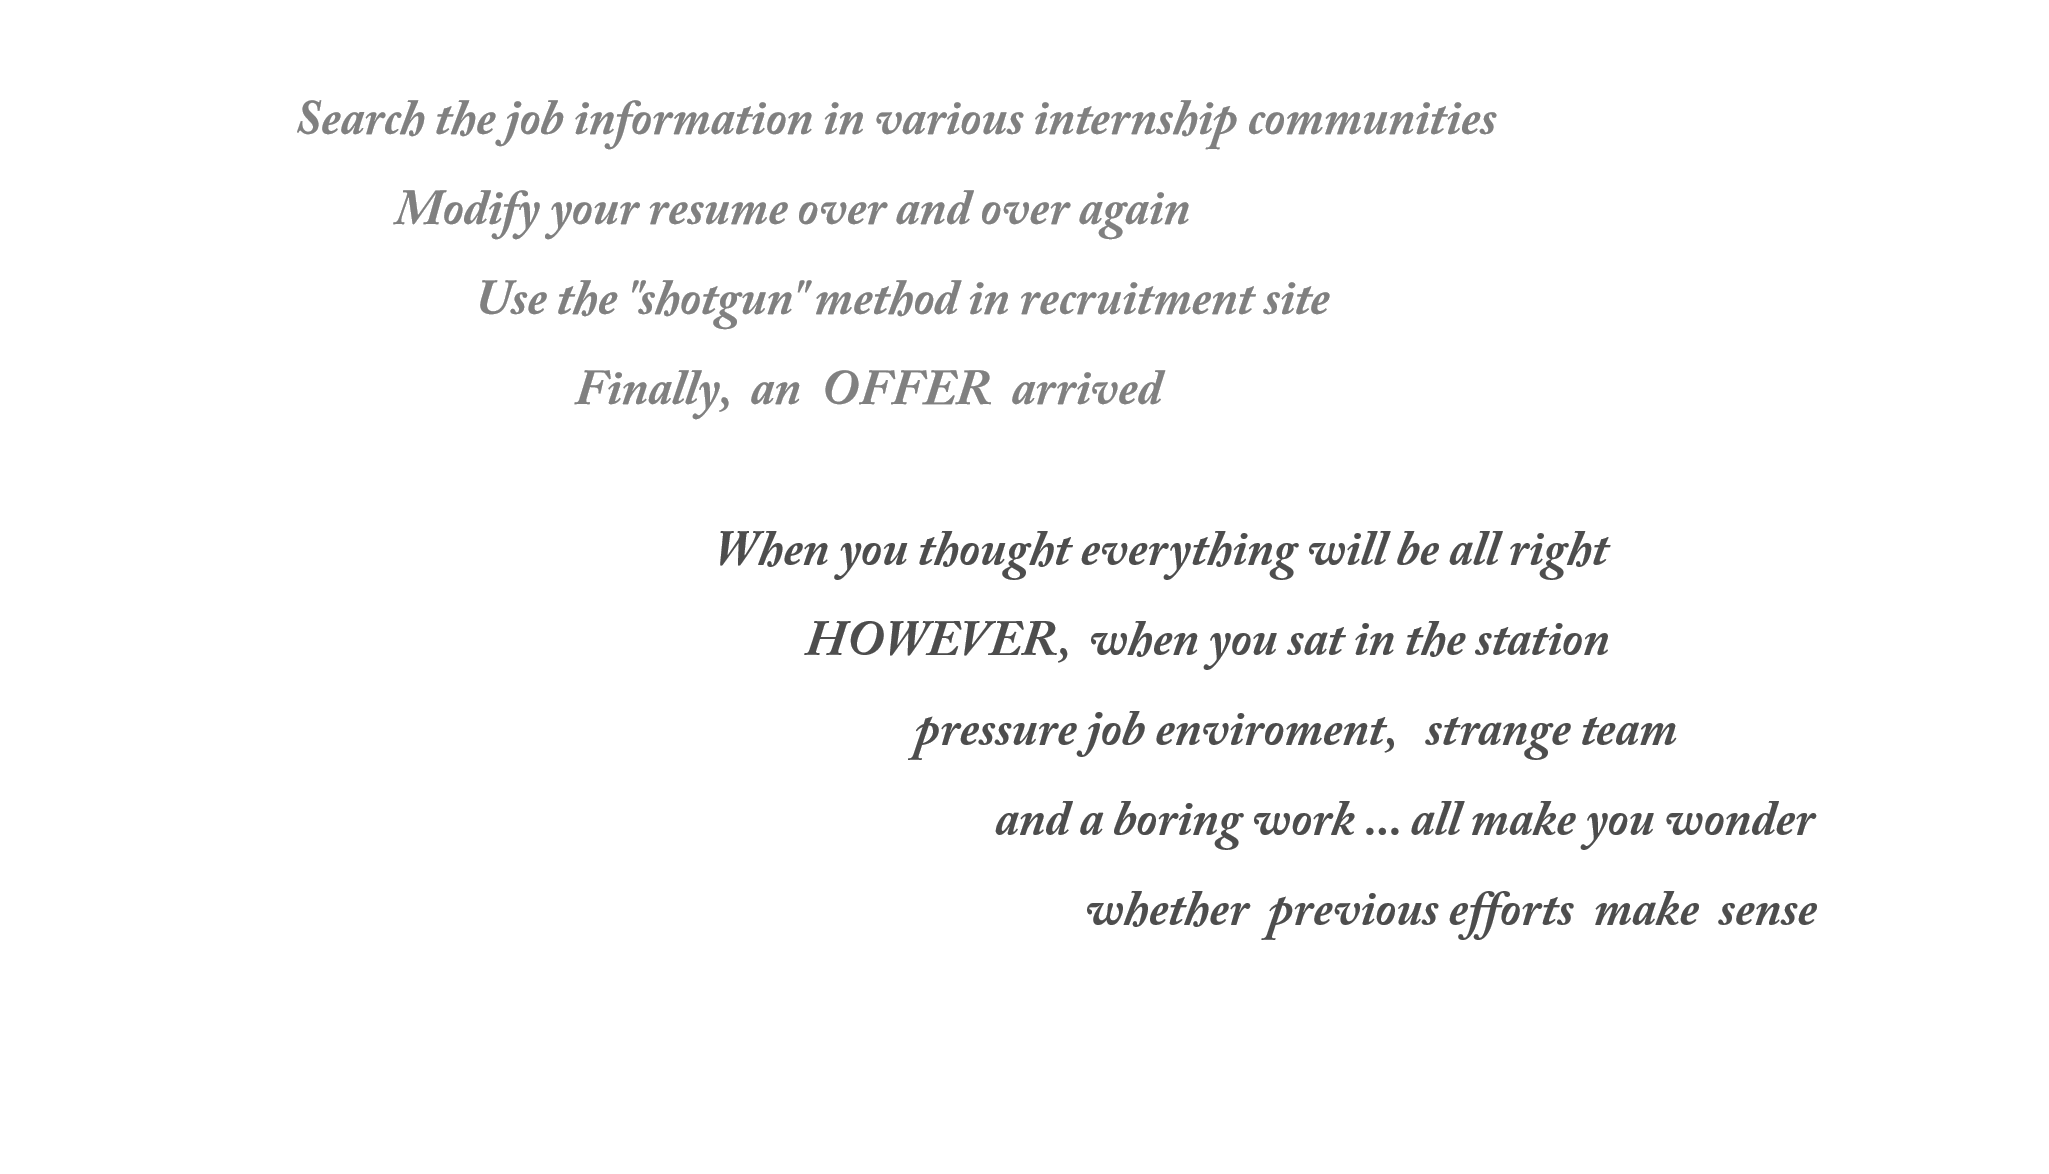 Search the job information in various internship communities
Modify your resume over and over again
Use the "shotgun" method in recruitment site
Finally, an OFFER arrived
When you thought everything will be all right
HOWEVER, when you sat in the station
pressure job enviroment, strange team
and a boring work ... all make you wonder
whether previous efforts make sense